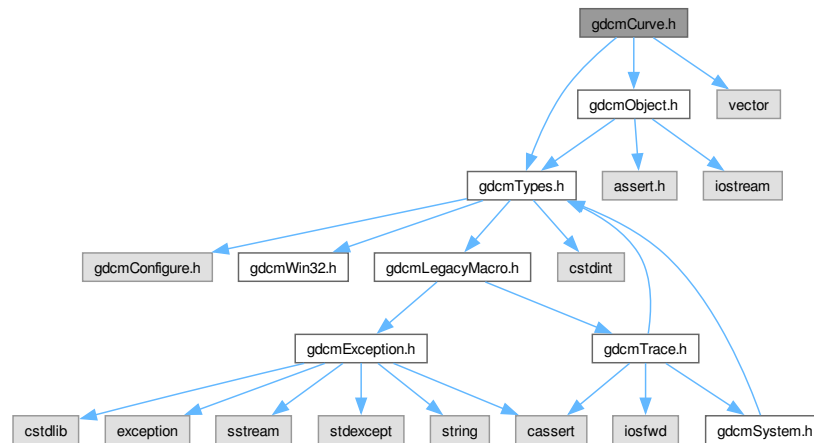 gdcmCurve.h
gdcmObject.h
vector
gdcmTypes.h
assert.h
iostream
gdcmConfigure.h
gdcmWin32.h
gdcmLegacyMacro.h
cstdint
gdcmException.h
gdcmTrace.h
cstdlib
exception
sstream
stdexcept
string
cassert
iosfwd
gdcmSystem.h